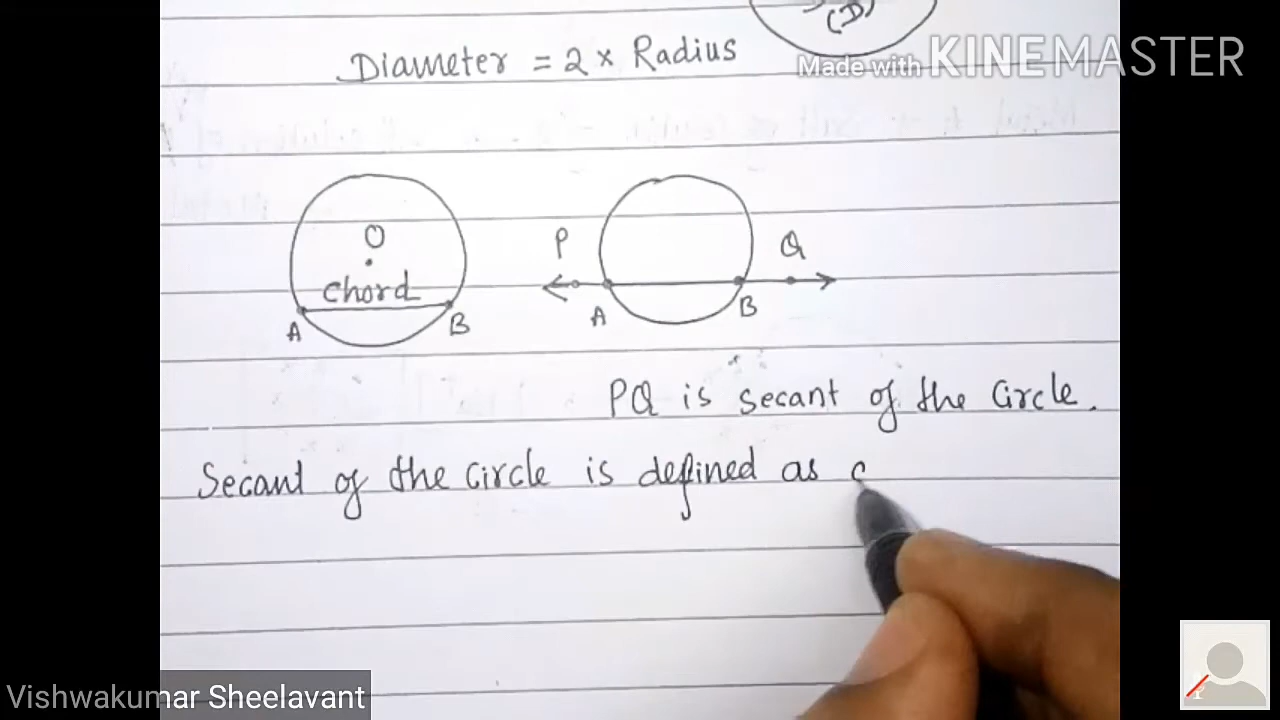 (D)
Diameter = 2 × Radius
Made with KINEMASTER
O
Chord
A
B
P
Q
A
B
PQ is secant of the Circle.
Secant of the circle is defined as
Vishwakumar Sheelavant